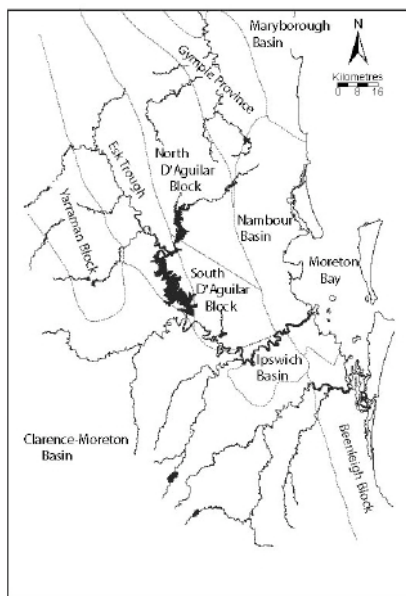 Maryborough
Basin
N
Kilometres
0 8 16
Gympie Province
North
D'Aguilar
Block
Esk Trough
Yarraman Block
Nambour
Basin
Moreton
Bay
South
D'Aguilar
Block
Ipswich
Basin
Clarence-Moreton
Basin
Beenleigh Block